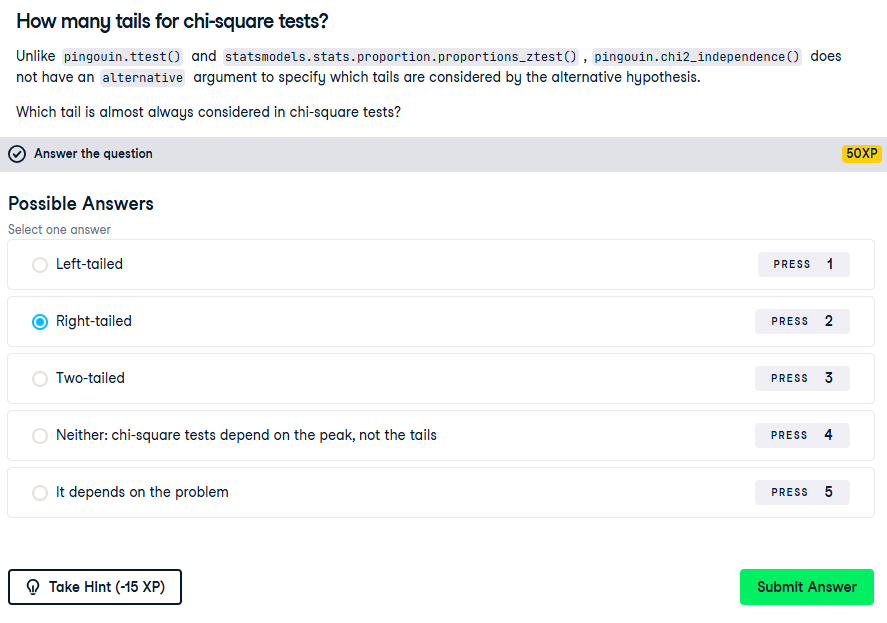 How many tails for chi-square tests?
Unlike pingouin.ttest() and statsmodels.stats.proportion.proportions_ztest() , pingouin.chi2_independence() does
not have an alternative argument to specify which tails are considered by the alternative hypothesis.
Which tail is almost always considered in chi-square tests?
Answer the question 50XP
Possible Answers
Select one answer
Left-tailed PRESS 1
Right-tailed PRESS 2
Two-tailed PRESS 3
Neither: chi-square tests depend on the peak, not the tails PRESS 4
It depends on the problem PRESS 5
Take Hint (-15 XP) Submit Answer